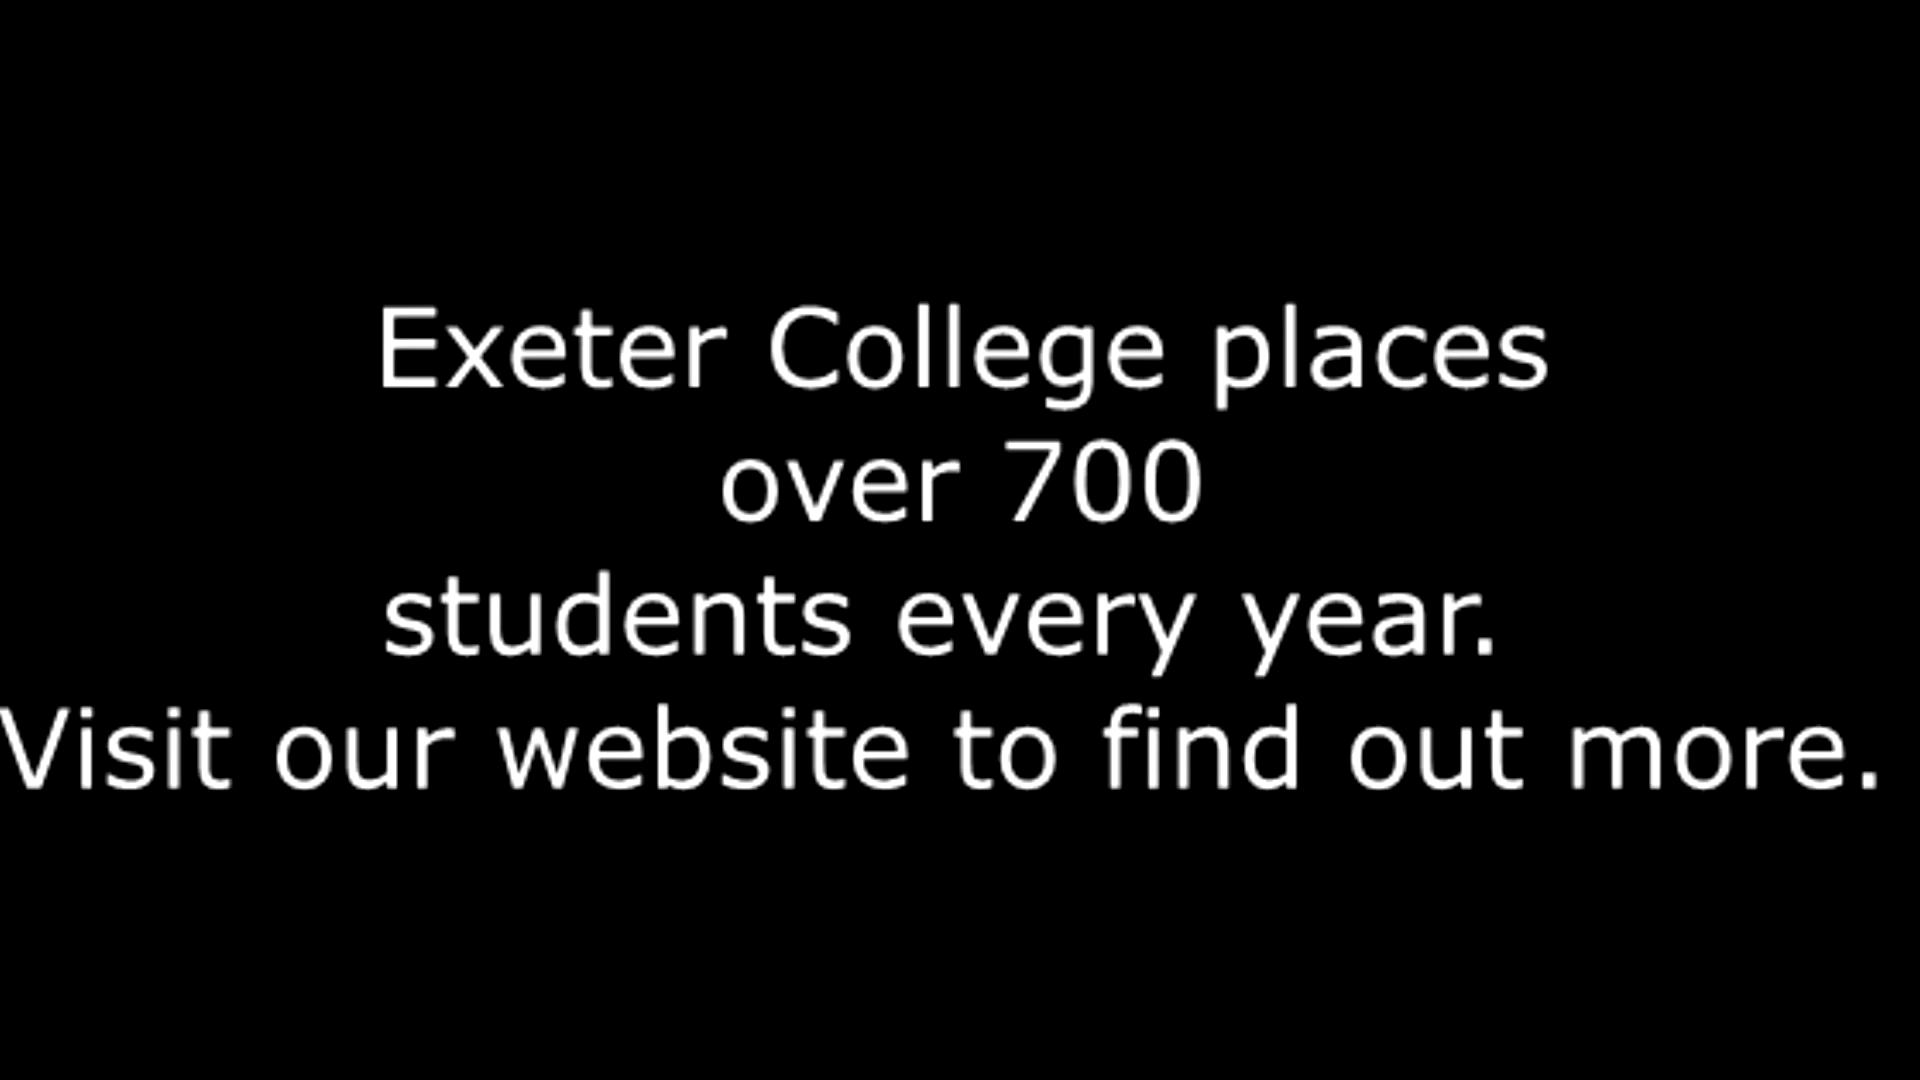 Exeter College places
over 700
students every year.
Visit our website to find out more.